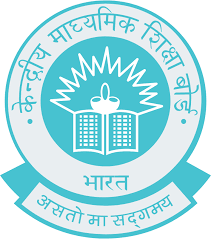 केन्द्रीय माध्यमिक शिक्षा बोर्ड
भारत
असतो मा सद्गमय